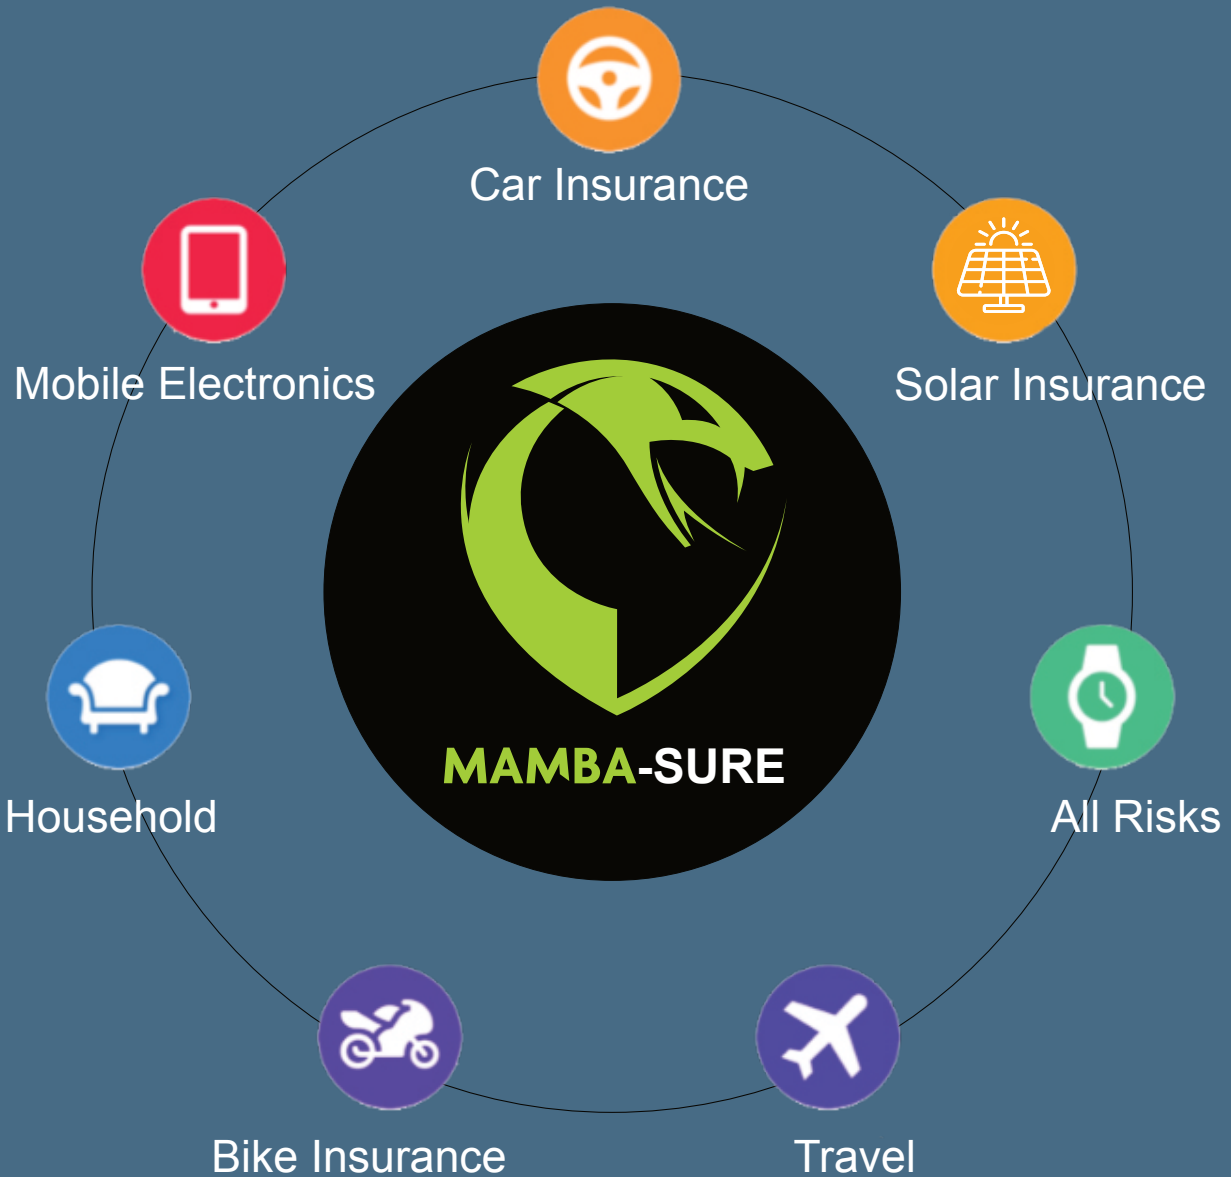 Car Insurance
Mobile Electronics
Solar Insurance
MAMBA-SURE
Household
All Risks
Bike Insurance
Travel